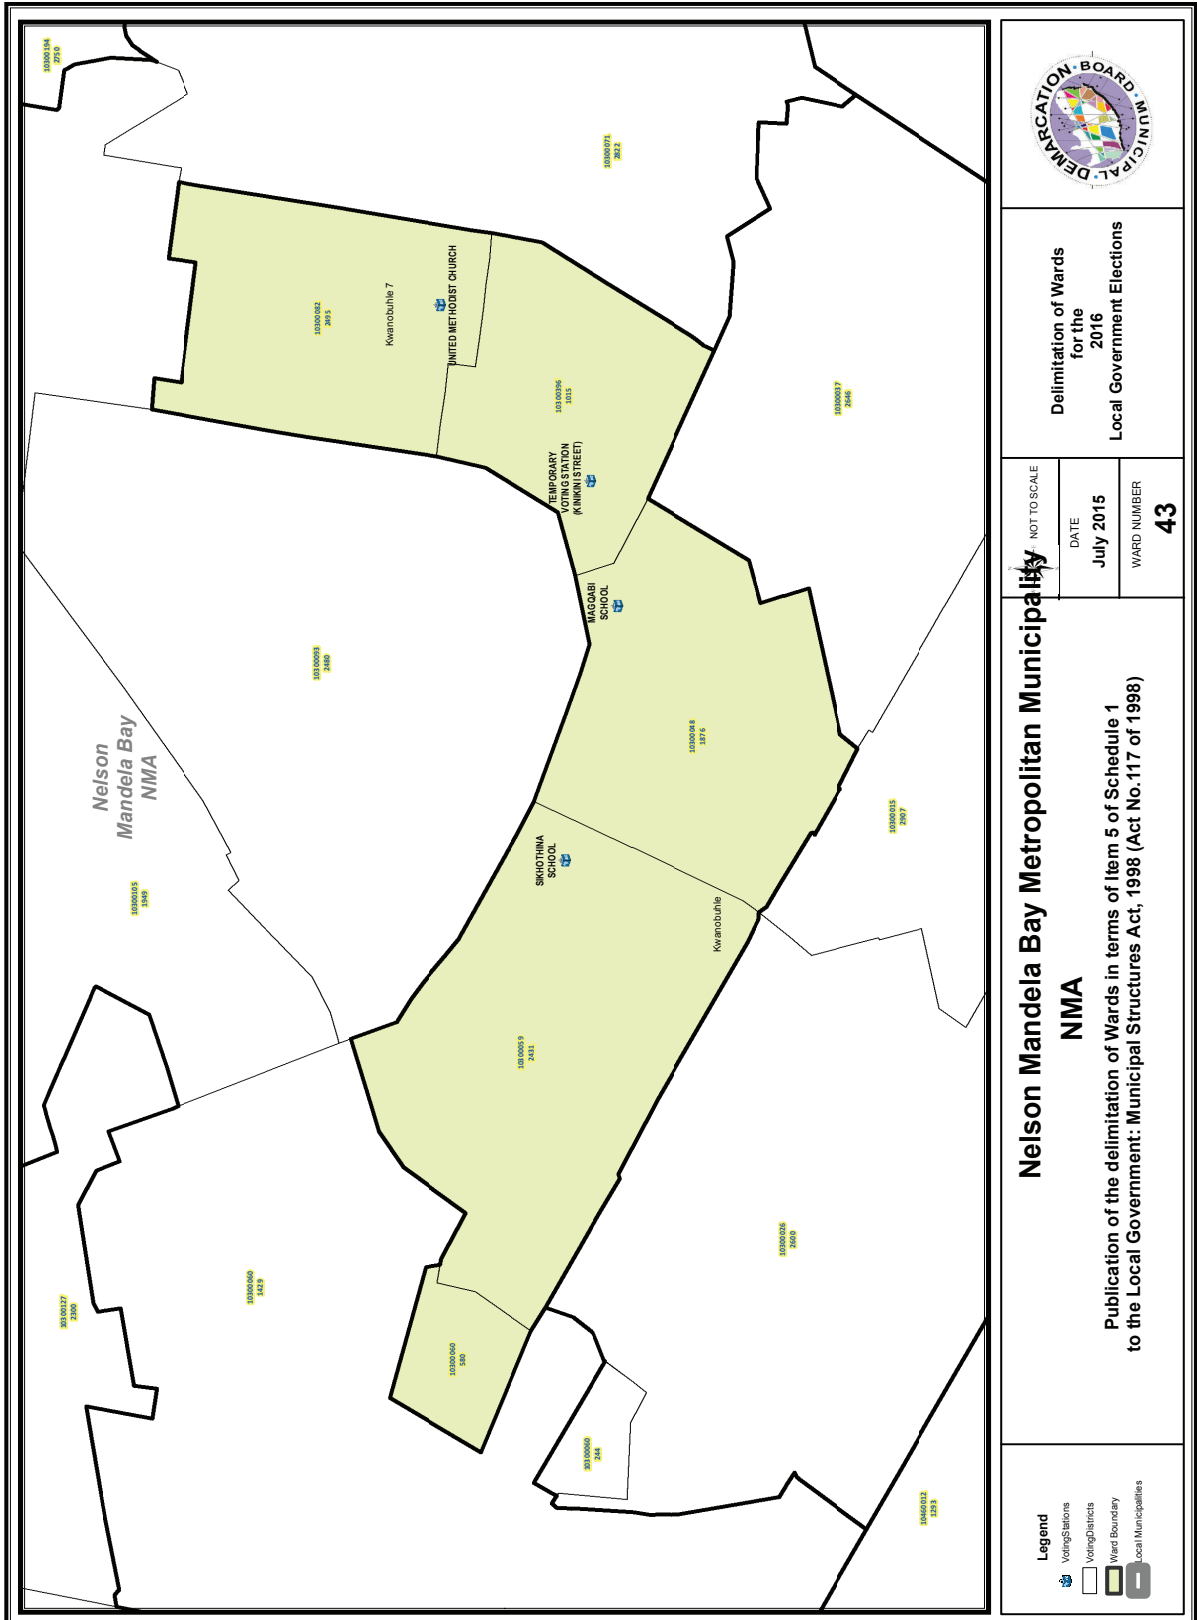 10300194
2750
10300071
2822
10300082
2495
Kwanobuhle 7
UNITED METHODIST CHURCH
10300396
1015
TEMPORARY
VOTING STATION
(KINIKINI STREET)
10300037
2646
MAGQABI
SCHOOL
10300093
2480
Nelson
Mandela Bay
NMA
10300105
1949
10300048
1876
10300015
2907
SIKHOTHINA
SCHOOL
Kwanobuhle
10300059
2431
10300026
2600
10300127
2300
10300060
1429
10300060
580
10300060
244
10460012
1293
Legend
VotingStations
VotingDistricts
Ward Boundary
Local Municipalities
Nelson Mandela Bay Metropolitan Municipality
NMA
Publication of the delimitation of Wards in terms of Item 5 of Schedule 1
to the Local Government: Municipal Structures Act, 1998 (Act No.117 of 1998)
NOT TO SCALE
DATE
July 2015
WARD NUMBER
43
Delimitation of Wards
for the
2016
Local Government Elections
MUNICIPAL DEMARCATION BOARD